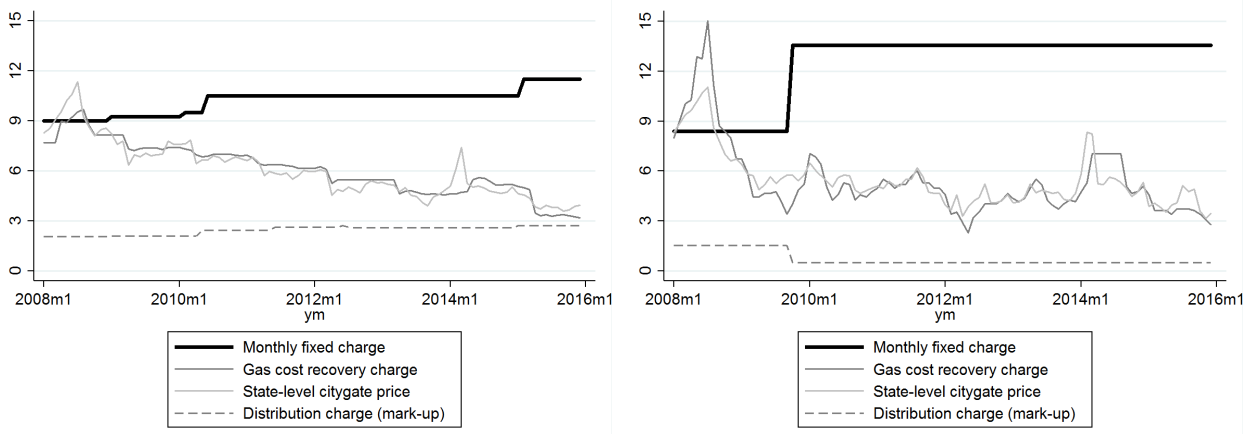 15
12
9
6
3
0
2008m1 2010m1 2012m1 2014m1 2016m1
ym
Monthly fixed charge
Gas cost recovery charge
State-level citygate price
Distribution charge (mark-up)
15
12
9
6
3
0
2008m1 2010m1 2012m1 2014m1 2016m1
ym
Monthly fixed charge
Gas cost recovery charge
State-level citygate price
Distribution charge (mark-up)